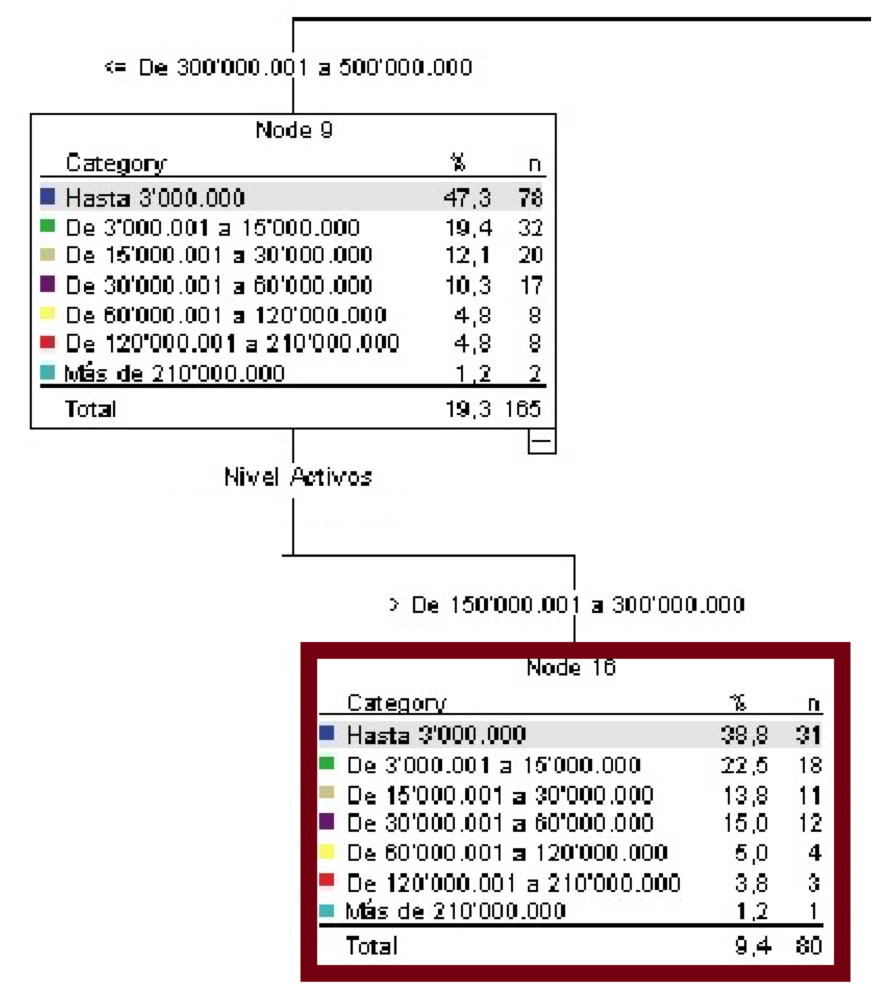 <= De 300'000.001 a 500'000.000
Node 9
Category % n
Hasta 3'000.000 47,3 78
De 3'000.001 a 15'000.000 19,4 32
De 15'000.001 a 30'000.000 12,1 20
De 30'000.001 a 60'000.000 10,3 17
De 60'000.001 a 120'000.000 4,8 8
De 120'000.001 a 210'000.000 4,8 8
Más de 210'000.000 1,2 2
Total 19,3 165
Nivel Activos
> De 150'000.001 a 300'000.000
Node 16
Category % n
Hasta 3'000.000 38,8 31
De 3'000.001 a 15'000.000 22,5 18
De 15'000.001 a 30'000.000 13,8 11
De 30'000.001 a 60'000.000 15,0 12
De 60'000.001 a 120'000.000 5,0 4
De 120'000.001 a 210'000.000 3,8 3
Más de 210'000.000 1,2 1
Total 9,4 80